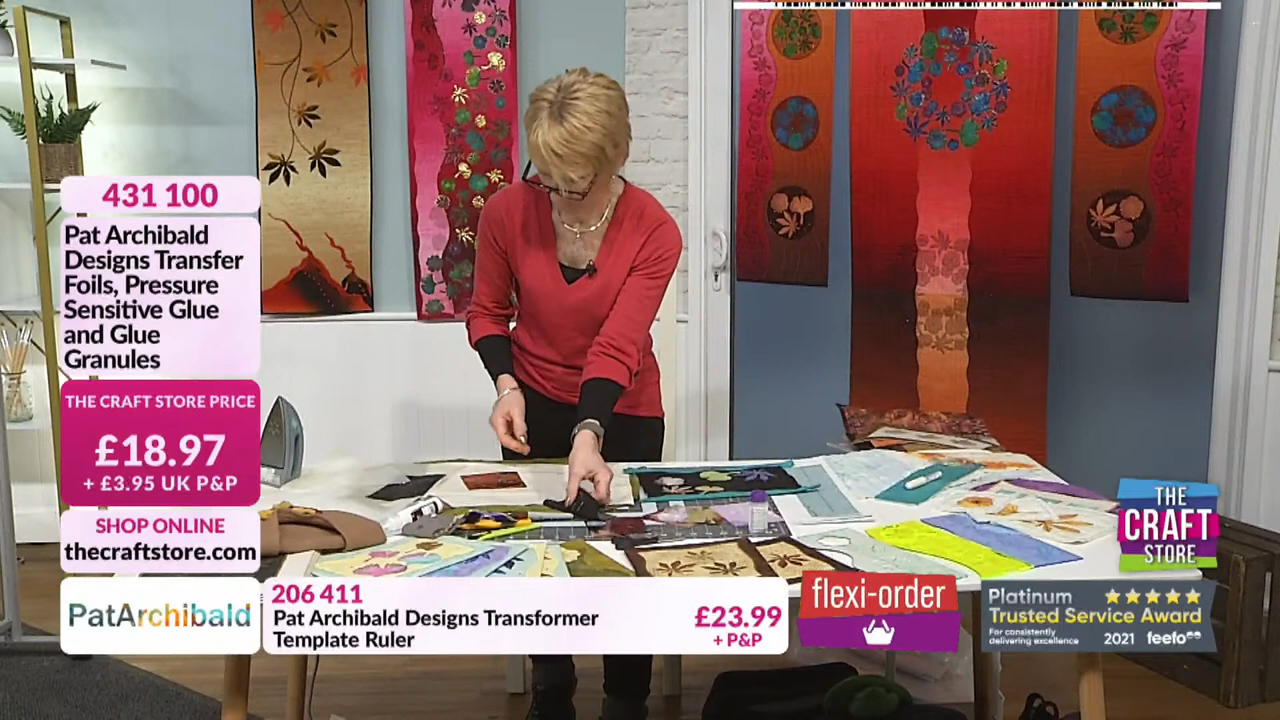 431 100
Pat Archibald
Designs Transfer
Foils, Pressure
Sensitive Glue
and Glue
Granules
THE CRAFT STORE PRICE
£18.97
+ £3.95 UK P&P
SHOP ONLINE
thecraftstore.com
PatArchibald
206 411
Pat Archibald Designs Transformer
Template Ruler
£23.99
+ P&P
flexi-order
THE
CRAFT
STORE
Platinum
Trusted Service Award
For consistently
delivering excellence
2021 feefo